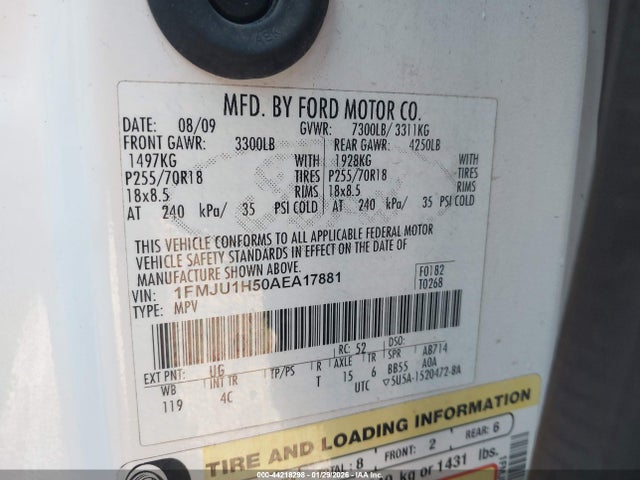 MFD. BY FORD MOTOR CO.
DATE: 08/09 GVWR: 7300LB/ 3311KG
FRONT GAWR: 3300LB REAR GAWR: 4250LB
1497KG WITH 1928KG WITH
P255/70R18 TIRES P255/70R18 TIRES
18x8.5 RIMS 18x8.5 RIMS
AT 240 kPa/ 35 PSI COLD AT 240 kPa/ 35 PSI COLD
THIS VEHICLE CONFORMS TO ALL APPLICABLE FEDERAL MOTOR
VEHICLE SAFETY STANDARDS IN EFFECT ON THE DATE OF
MANUFACTURE SHOWN ABOVE.
VIN: 1FMJU1H50AEA17881 F0182
TYPE: MPV T0268
RC: 52 DSO:
EXT PNT: UG AXLE TR SPR AB714
WB INT TR TP/PS R 15 6 BB55 A0A
119 4C T UTC ▽5U5A-1520472-BA
TIRE AND LOADING INFORMATION
8 FRONT: 2 REAR: 6
kg or 1431 lbs.
000-44218298 - 01/29/2026 - IAA Inc.